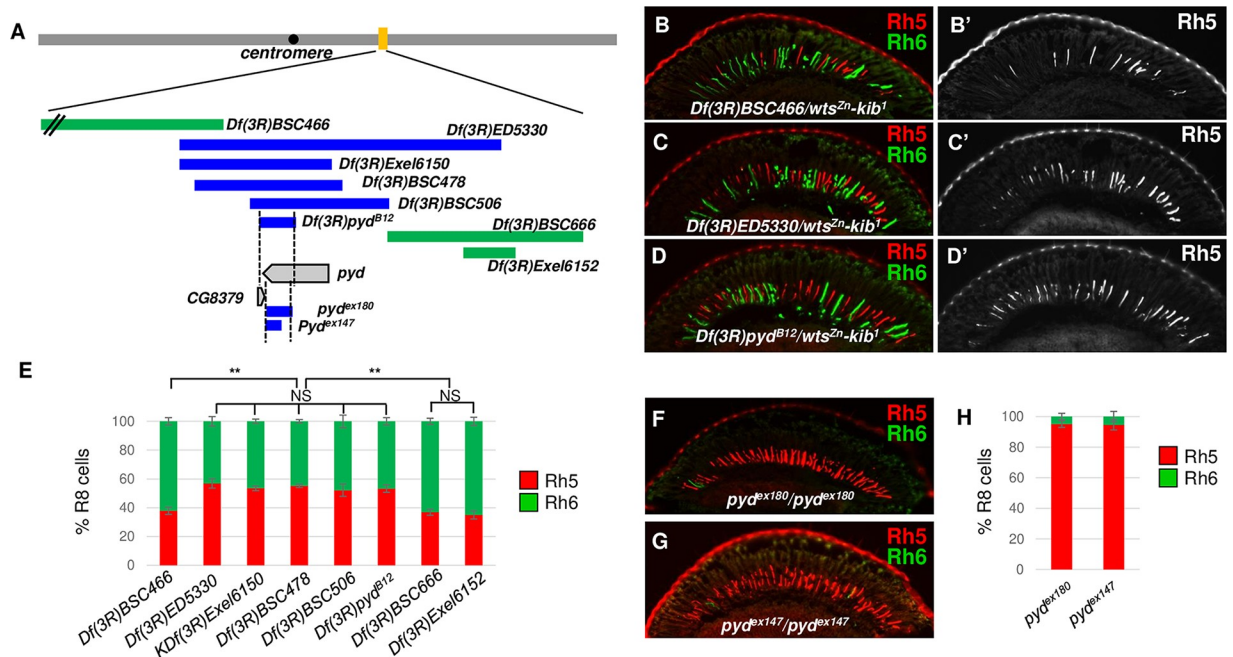 A
centromere
Df(3R)BSC466
Df(3R)ED5330
Df(3R)Exel6150
Df(3R)BSC478
Df(3R)BSC506
Df(3R)pydB12
Df(3R)BSC666
Df(3R)Exel6152
pyd
CG8379
pydex180
Pydex147
B
Rh5
Rh6
Df(3R)BSC466/wtsZn-kib1
B'
Rh5
C
Rh5
Rh6
Df(3R)ED5330/wtsZn-kib1
C'
Rh5
D
Rh5
Rh6
Df(3R)pydB12/wtsZn-kib1
D'
Rh5
E
**
**
NS
NS
% R8 cells
100
80
60
40
20
0
Df(3R)BSC466
Df(3R)ED5330
KDf(3R)Exel6150
Df(3R)BSC478
Df(3R)BSC506
Df(3R)pydB12
Df(3R)BSC666
Df(3R)Exel6152
Rh5
Rh6
F
Rh5
Rh6
pydex180/pydex180
G
Rh5
Rh6
pydex147/pydex147
H
% R8 cells
100
80
60
40
20
0
pydex180
pydex147
Rh5
Rh6